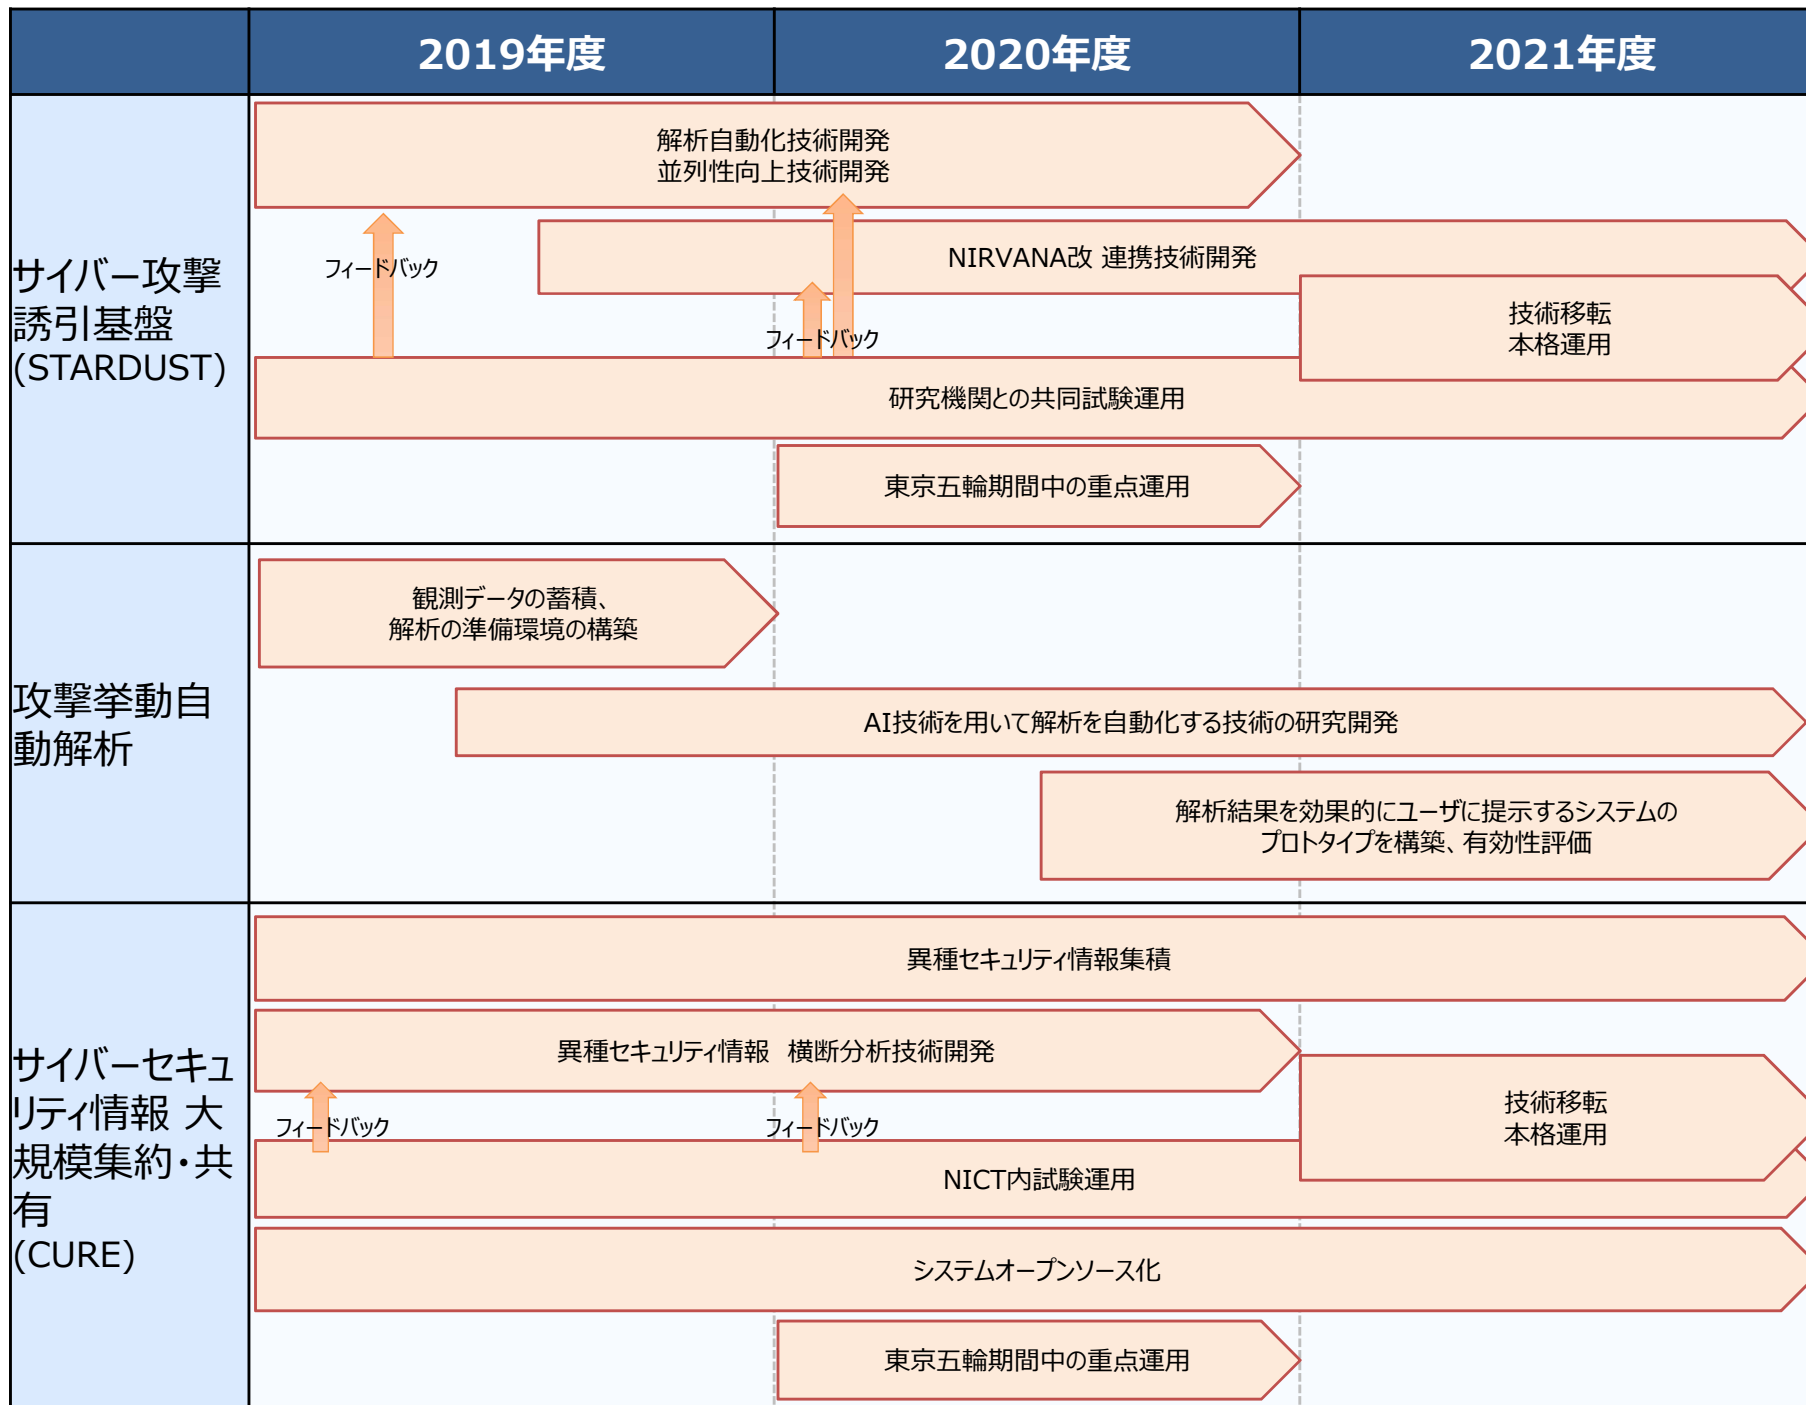 2019年度
2020年度
2021年度
サイバー攻撃
誘引基盤
(STARDUST)
解析自動化技術開発
並列性向上技術開発
フィードバック
NIRVANA改 連携技術開発
フィードバック
技術移転
本格運用
研究機関との共同試験運用
東京五輪期間中の重点運用
攻撃挙動自
動解析
観測データの蓄積、
解析の準備環境の構築
AI技術を用いて解析を自動化する技術の研究開発
解析結果を効果的にユーザに提示するシステムの
プロトタイプを構築、有効性評価
サイバーセキュ
リティ情報 大
規模集約・共
有
(CURE)
異種セキュリティ情報集積
異種セキュリティ情報　横断分析技術開発
フィードバック
フィードバック
技術移転
本格運用
NICT内試験運用
システムオープンソース化
東京五輪期間中の重点運用